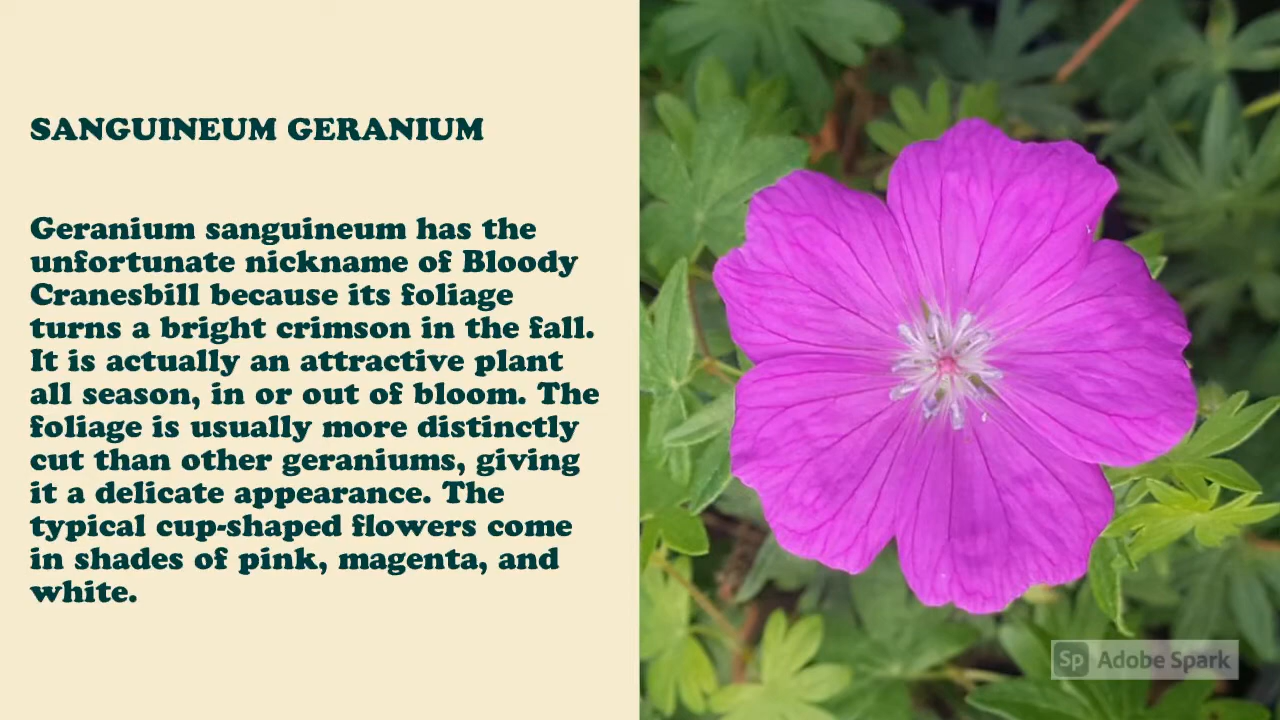 SANGUINEUM GERANIUM
Geranium sanguineum has the
unfortunate nickname of Bloody
Cranesbill because its foliage
turns a bright crimson in the fall.
It is actually an attractive plant
all season, in or out of bloom. The
foliage is usually more distinctly
cut than other geraniums, giving
it a delicate appearance. The
typical cup-shaped flowers come
in shades of pink, magenta, and
white.
Sp Adobe Spark